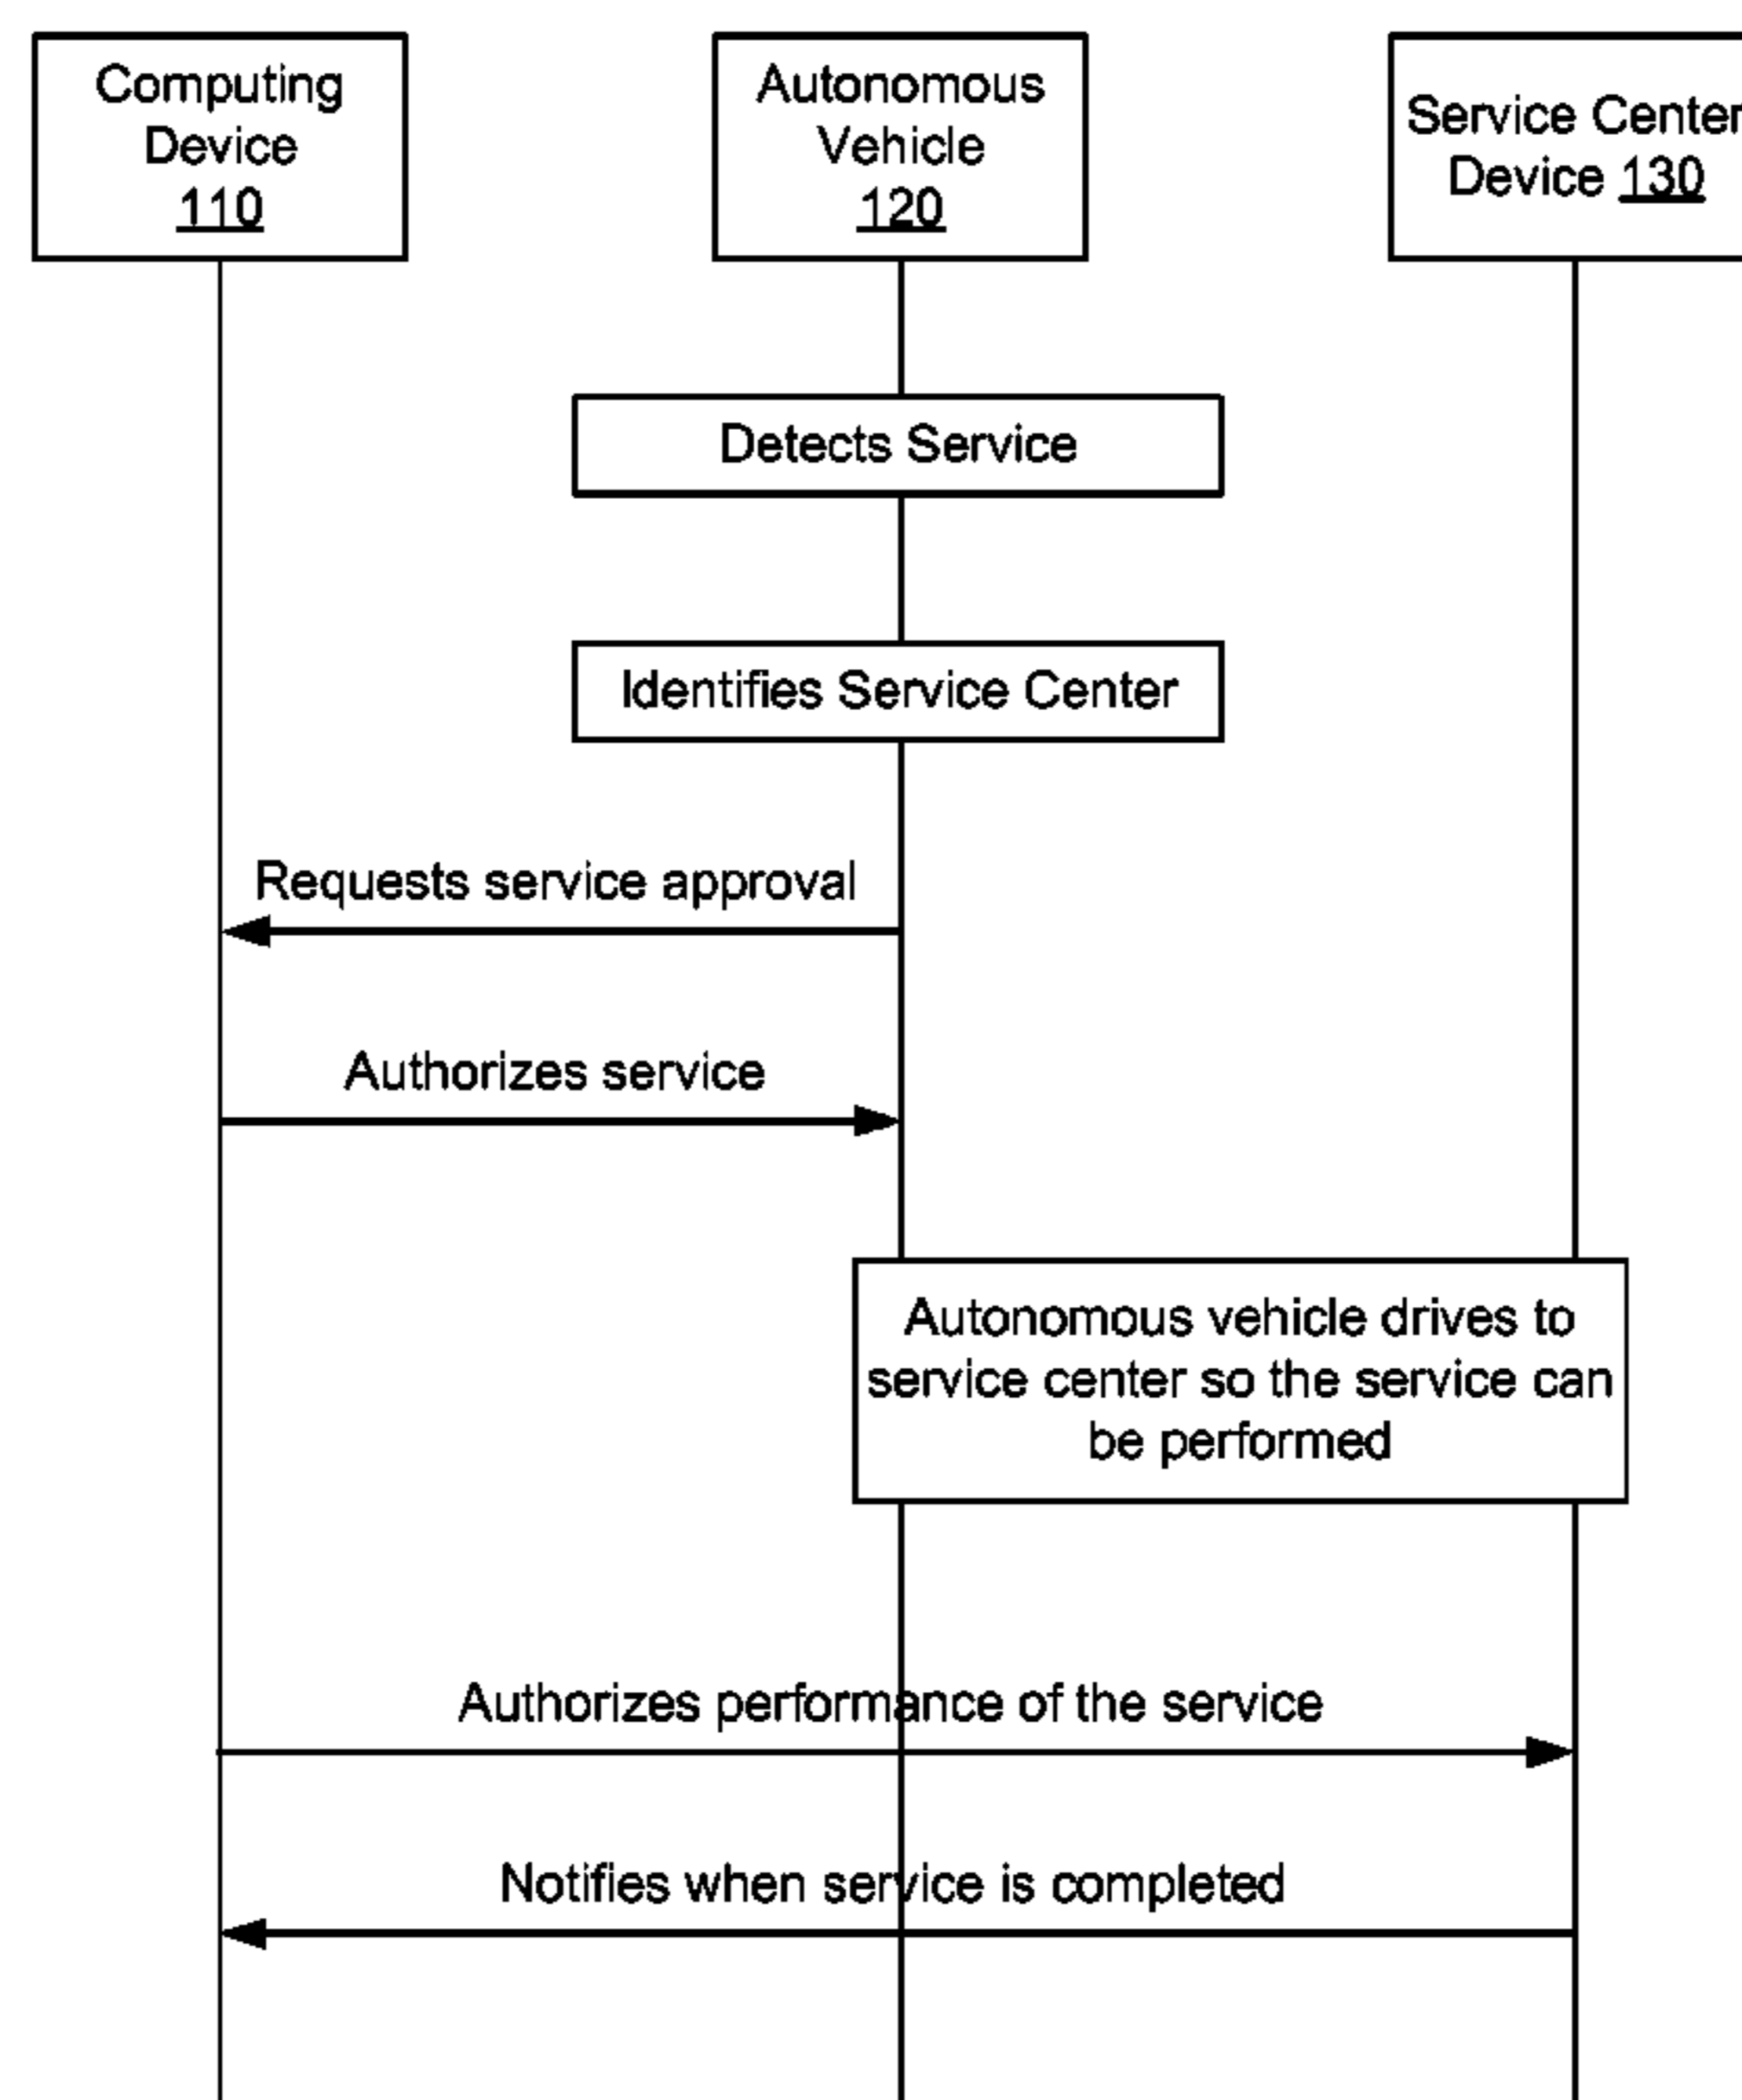 Computing
Device
110
Autonomous
Vehicle
120
Service Center
Device 130
Detects Service
Identifies Service Center
Requests service approval
Authorizes service
Autonomous vehicle drives to
service center so the service can
be performed
Authorizes performance of the service
Notifies when service is completed